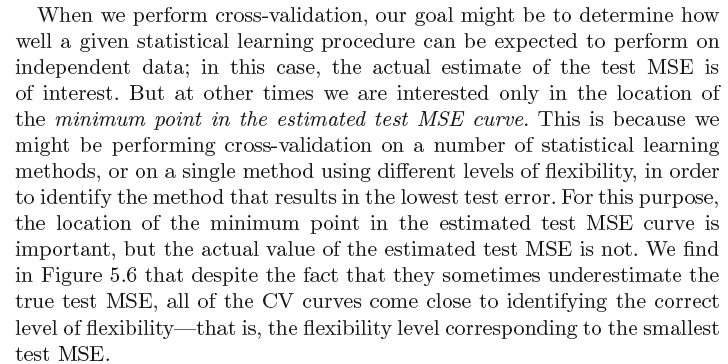 When we perform cross-validation, our goal might be to determine how
well a given statistical learning procedure can be expected to perform on
independent data; in this case, the actual estimate of the test MSE is
of interest. But at other times we are interested only in the location of
the minimum point in the estimated test MSE curve. This is because we
might be performing cross-validation on a number of statistical learning
methods, or on a single method using different levels of flexibility, in order
to identify the method that results in the lowest test error. For this purpose,
the location of the minimum point in the estimated test MSE curve is
important, but the actual value of the estimated test MSE is not. We find
in Figure 5.6 that despite the fact that they sometimes underestimate the
true test MSE, all of the CV curves come close to identifying the correct
level of flexibility—that is, the flexibility level corresponding to the smallest
test MSE.